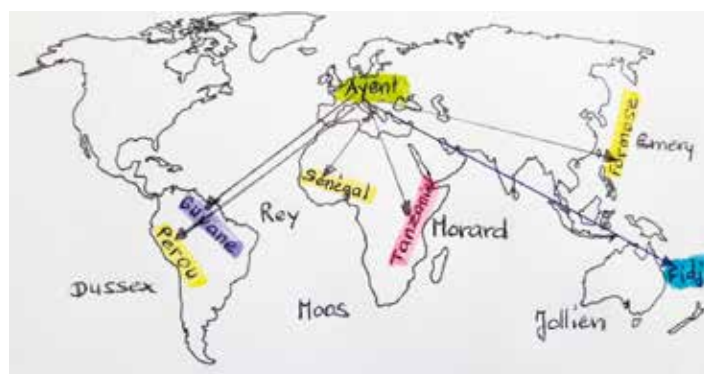 Ayent
Formose
Emery
Sénégal
Guyane
Rey
Tanzanie
Morard
Pérou
Fidji
Dussex
Moos
Jollien